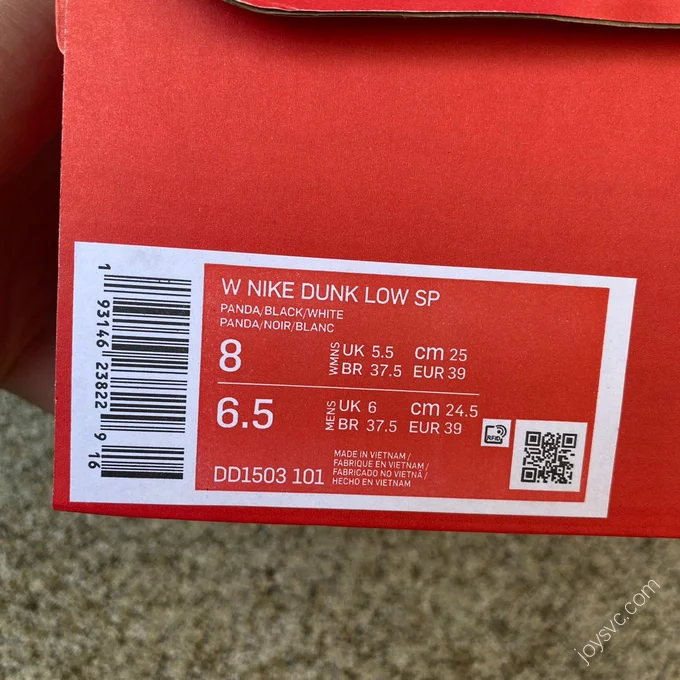 W NIKE DUNK LOW SP
PANDA/BLACK/WHITE
PANDA/NOIR/BLANC
8 WMNS UK 5.5 cm 25
BR 37.5 EUR 39
6.5 MENS UK 6 cm 24.5
BR 37.5 EUR 39
MADE IN VIETNAM /
FABRIQUE EN VIETNAM /
FABRICADO NO VIETNÃ /
HECHO EN VIETNAM
DD1503 101
RFID
1 93146 23822 9 16
joysvc.com